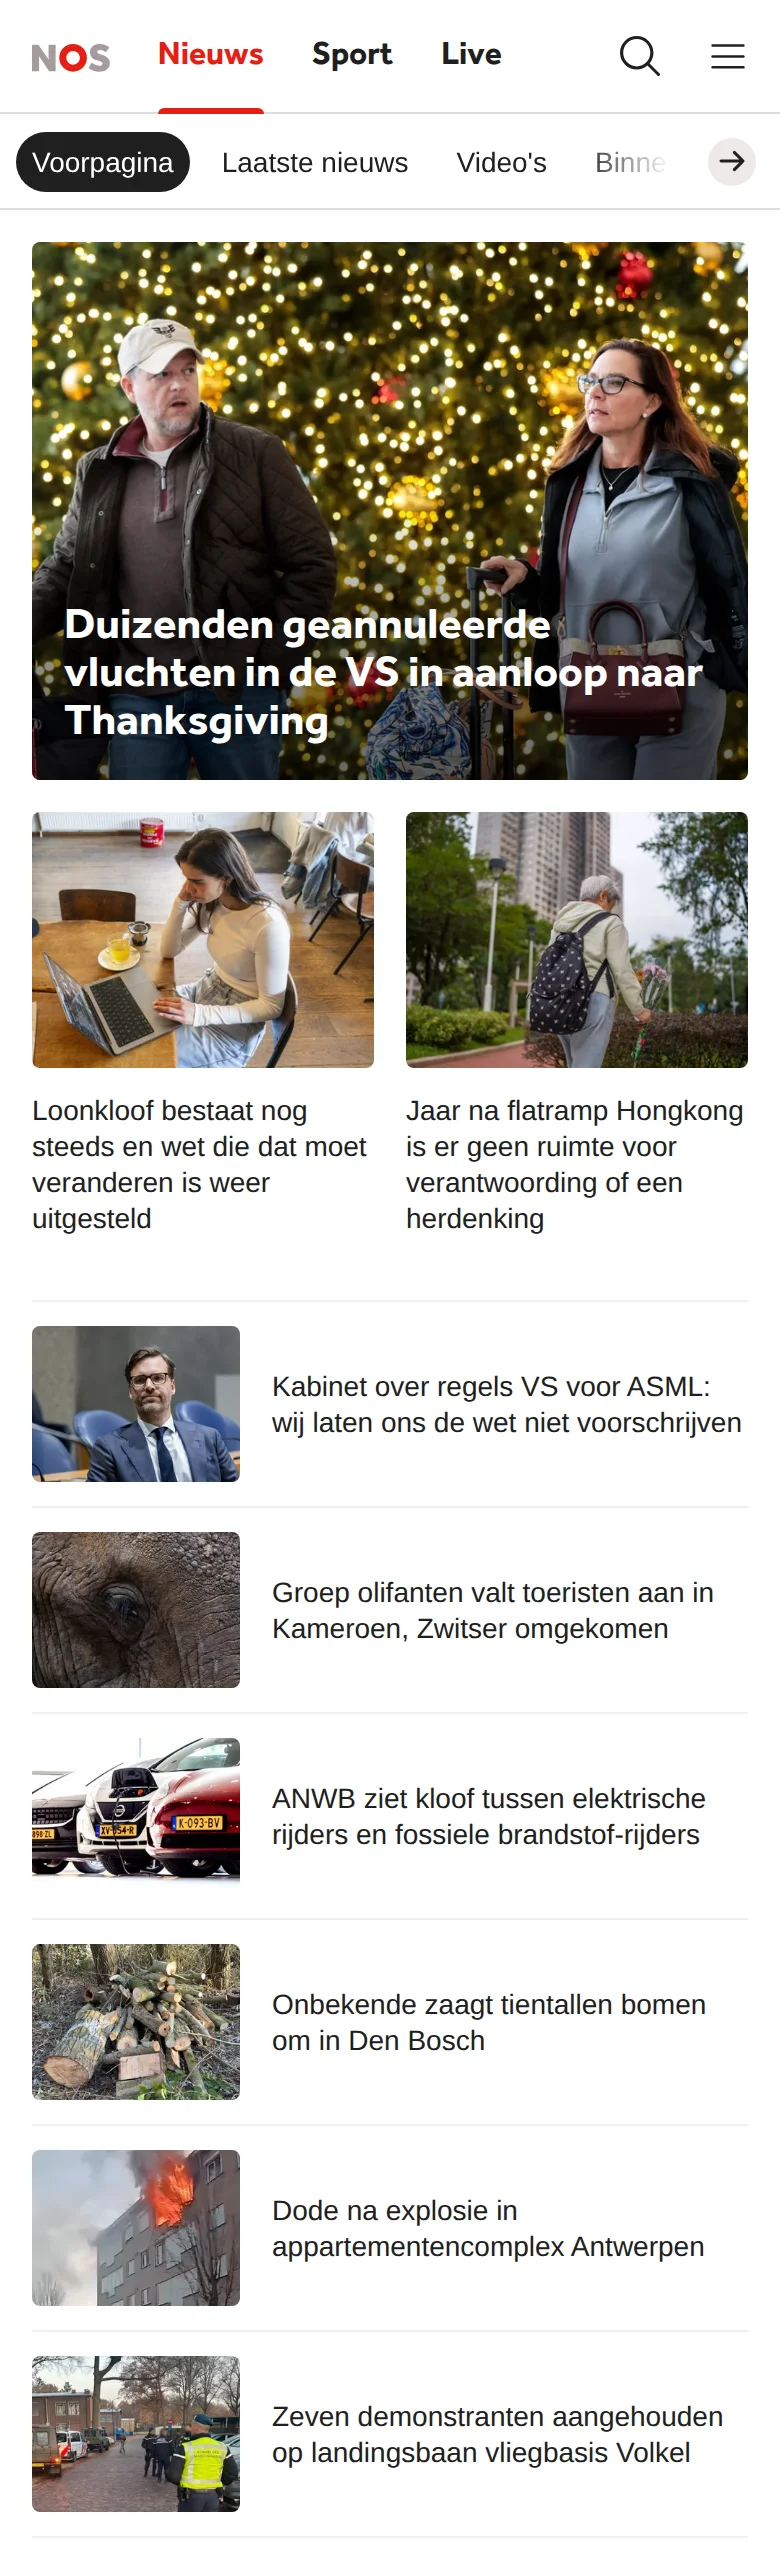 NOS
Nieuws
Sport
Live
Voorpagina
Laatste nieuws
Video's
Binne
Duizenden geannuleerde
vluchten in de VS in aanloop naar
Thanksgiving
Loonkloof bestaat nog
steeds en wet die dat moet
veranderen is weer
uitgesteld
Jaar na flatramp Hongkong
is er geen ruimte voor
verantwoording of een
herdenking
Kabinet over regels VS voor ASML:
wij laten ons de wet niet voorschrijven
Groep olifanten valt toeristen aan in
Kameroen, Zwitser omgekomen
K-093-BV
ANWB ziet kloof tussen elektrische
rijders en fossiele brandstof-rijders
Onbekende zaagt tientallen bomen
om in Den Bosch
Dode na explosie in
appartementencomplex Antwerpen
Zeven demonstranten aangehouden
op landingsbaan vliegbasis Volkel